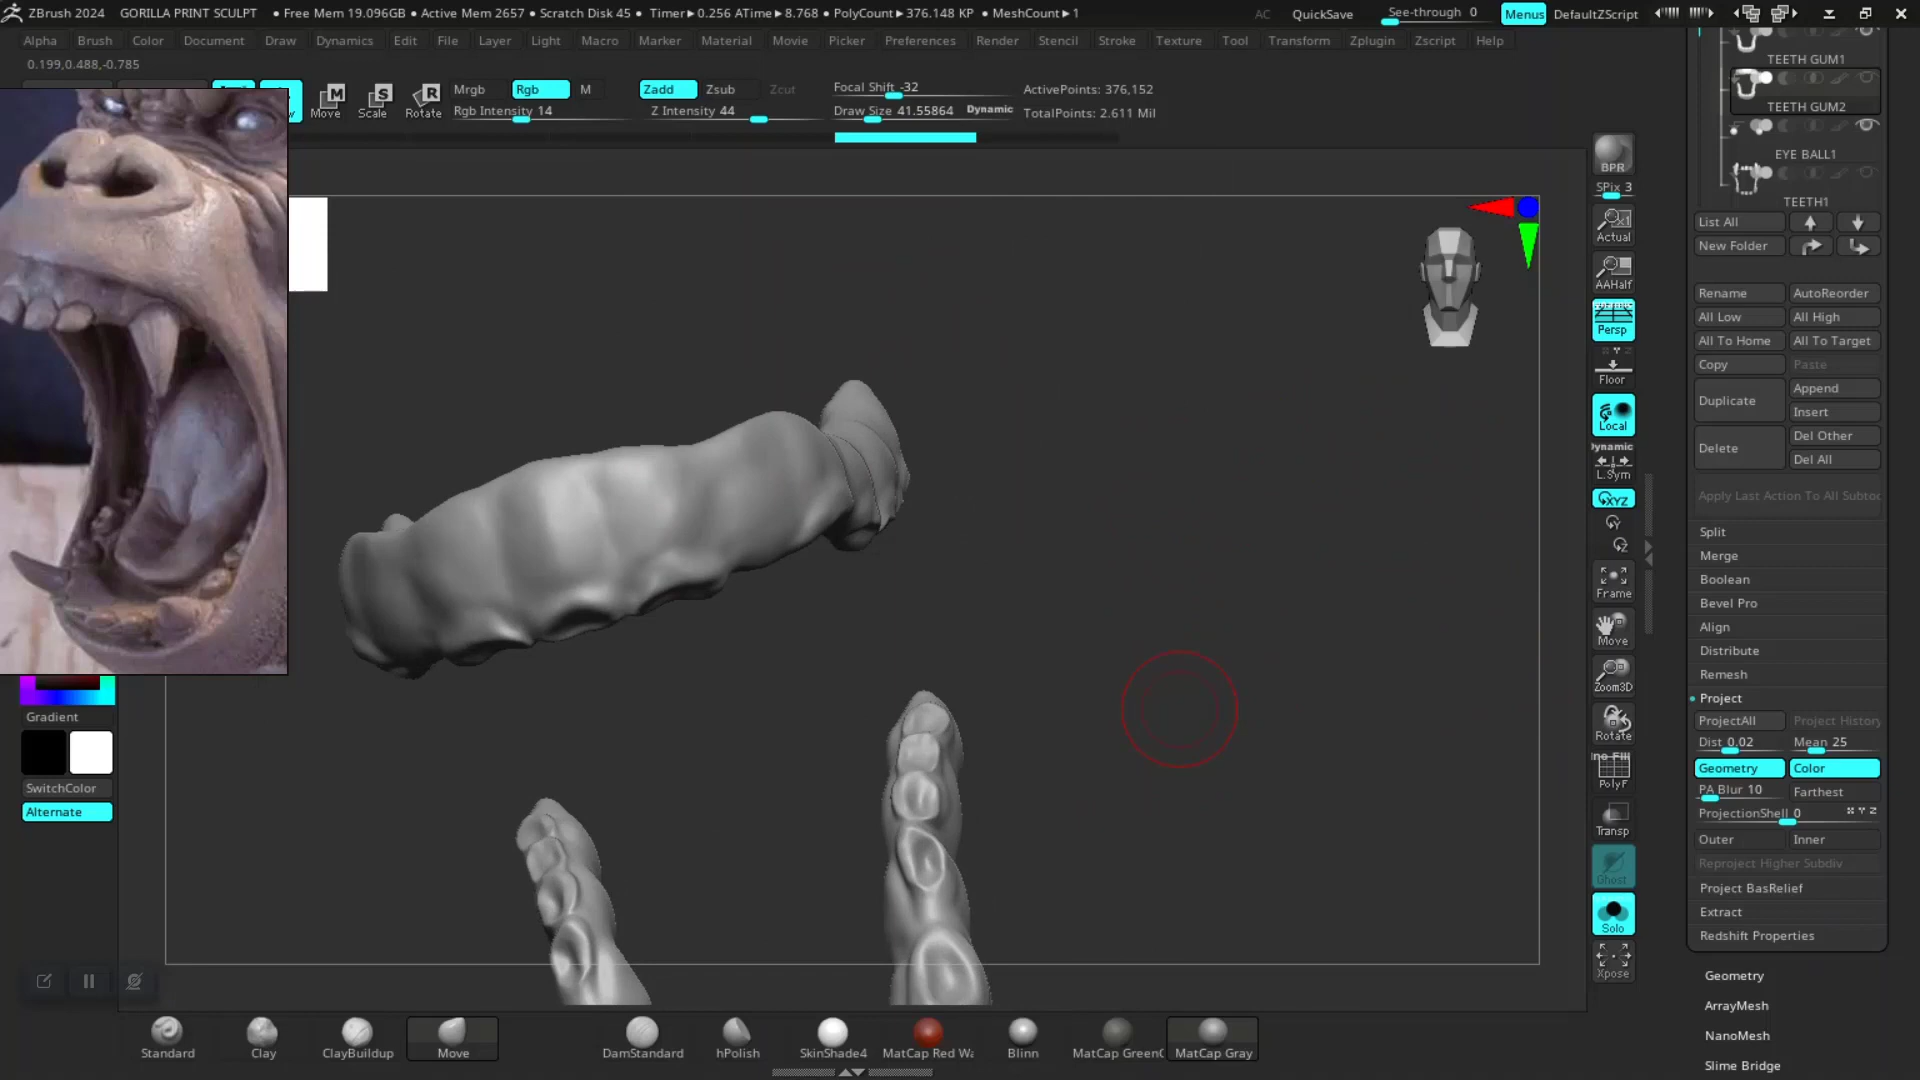 ZBrush 2024 GORILLA PRINT SCULPT • Free Mem 19.096GB • Active Mem 2657 • Scratch Disk 45 • Timer▶0.256 ATime▶8.768 • PolyCount▶376.148 KP • MeshCount▶1 AC QuickSave See-through 0 Menus DefaultZScript
Alpha Brush Color Document Draw Dynamics Edit File Layer Light Macro Marker Material Movie Picker Preferences Render Stencil Stroke Texture Tool Transform Zplugin Zscript Help
0.199,0.488,-0.785
Move Scale Rotate
Mrgb Rgb M
Rgb Intensity 14
Zadd Zsub Zcut
Z Intensity 44
Focal Shift -32
Draw Size 41.55864 Dynamic
ActivePoints: 376,152
TotalPoints: 2.611 Mil
BPR
SPix 3
Actual
AAHalf
Persp
Floor
Local
Dynamic
L.Sym
XYZ
Y
Z
Frame
Move
Zoom3D
Rotate
PolyF
Transp
Ghost
Solo
Xpose
TEETH GUM1
TEETH GUM2
EYE BALL1
TEETH1
List All
New Folder
Rename AutoReorder
All Low All High
All To Home All To Target
Copy Paste
Duplicate Append
Insert
Delete Del Other
Del All
Apply Last Action To All Subtoo
Split
Merge
Boolean
Bevel Pro
Align
Distribute
Remesh
Project
ProjectAll Project History
Dist 0.02 Mean 25
Geometry Color
PA Blur 10 Farthest
ProjectionShell 0 X Y Z
Outer Inner
Reproject Higher Subdiv
Project BasRelief
Extract
Redshift Properties
Geometry
ArrayMesh
NanoMesh
Slime Bridge
Gradient
SwitchColor
Alternate
Standard Clay ClayBuildup Move DamStandard hPolish SkinShade4 MatCap Red Wa Blinn MatCap GreenC MatCap Gray